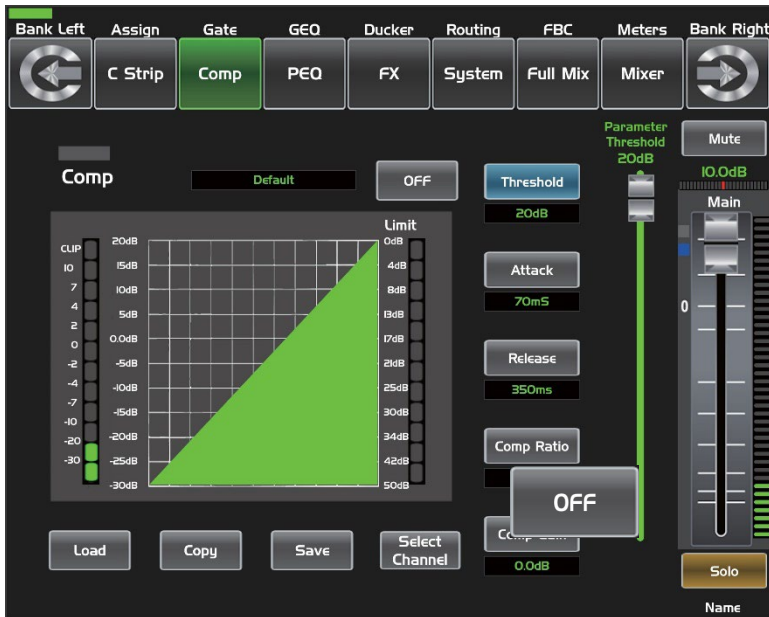 Bank Left Assign Gate GEQ Ducker Routing FBC Meters Bank Right
C Strip Comp PEQ FX System Full Mix Mixer
Parameter
Threshold
20dB
Mute
10.0dB
Main
Comp
Default
OFF
Threshold
20dB
Limit
CLIP
10
7
4
2
0
-2
-4
-7
-10
-20
-30
20dB
15dB
10dB
5dB
0.0dB
-5dB
-10dB
-15dB
-20dB
-25dB
-30dB
0dB
4dB
8dB
13dB
17dB
21dB
25dB
30dB
34dB
42dB
50dB
Attack
70mS
0
Release
350ms
Comp Ratio
OFF
0.0dB
Load
Copy
Save
Select
Channel
Solo
Name